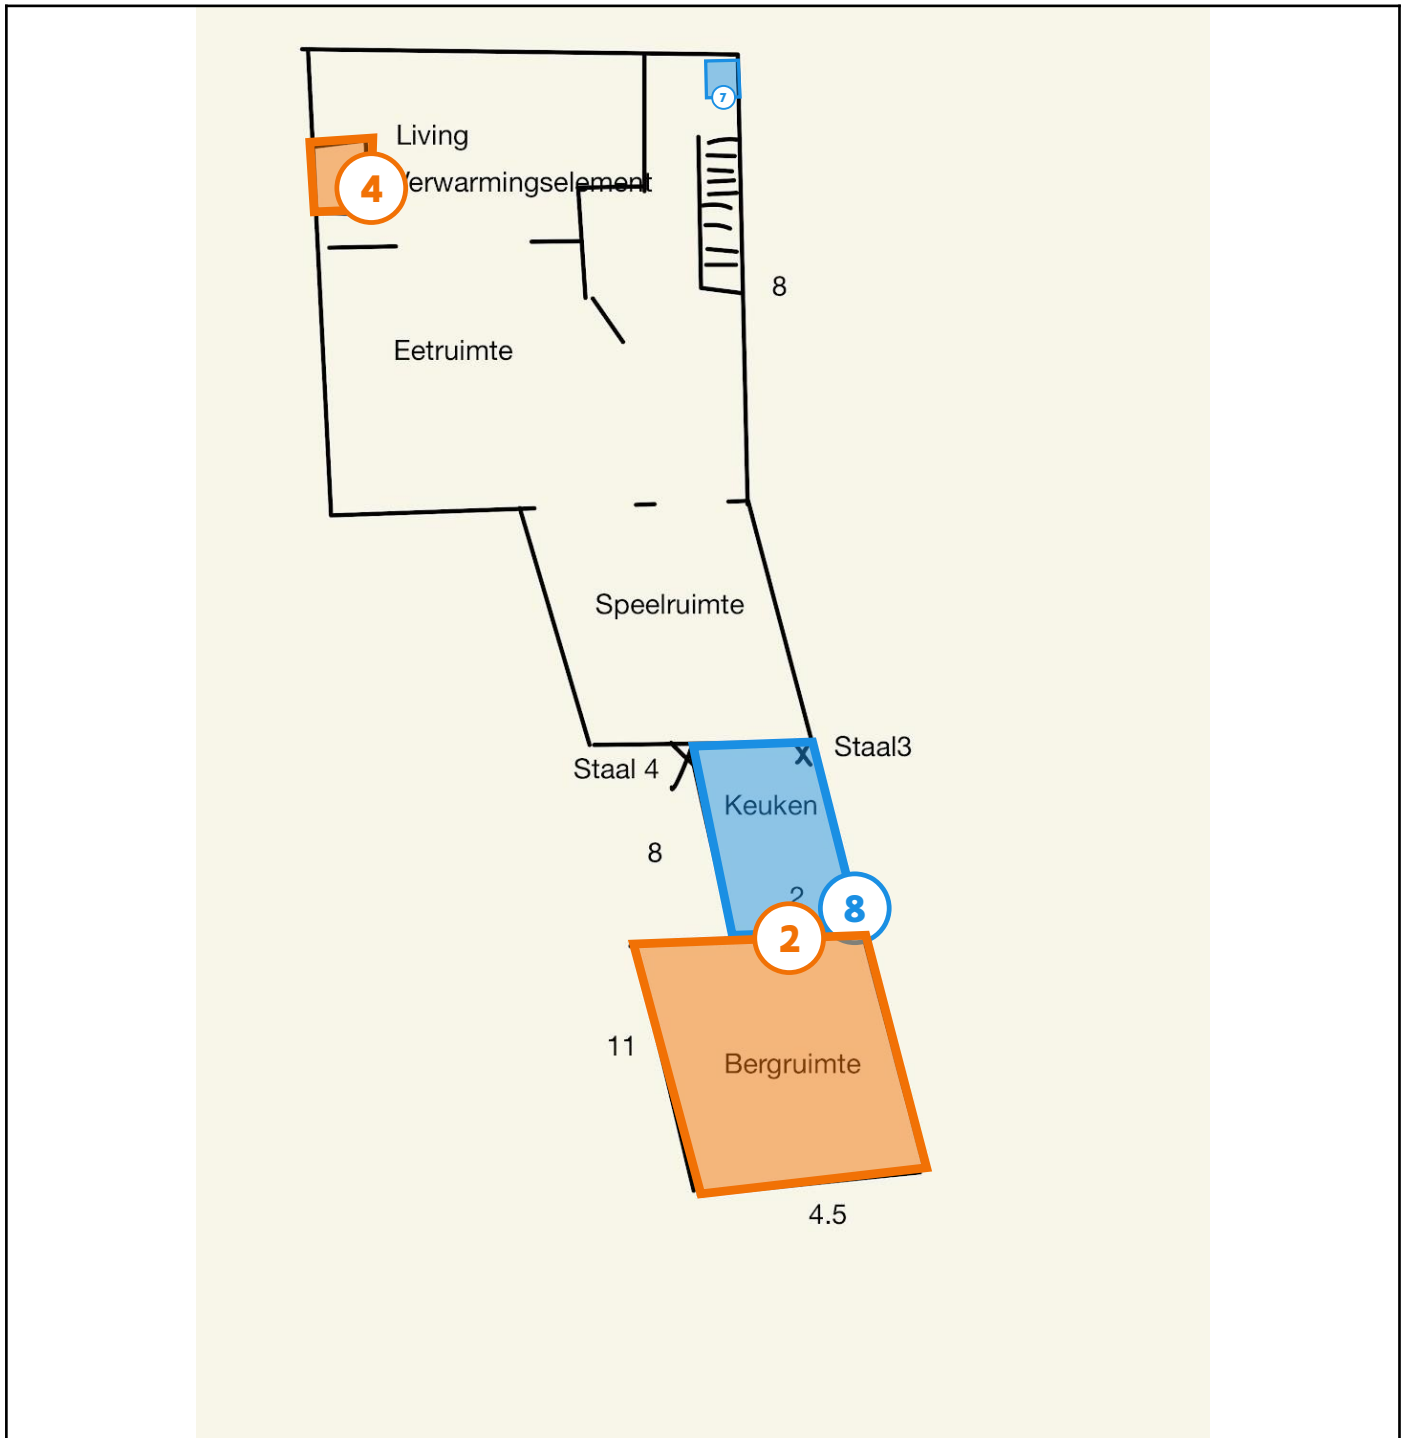 7
Living
4
Verwarmingselement
8
Eetruimte
Speelruimte
Staal3
x
Staal 4
Keuken
8
2
8
2
11
Bergruimte
4.5